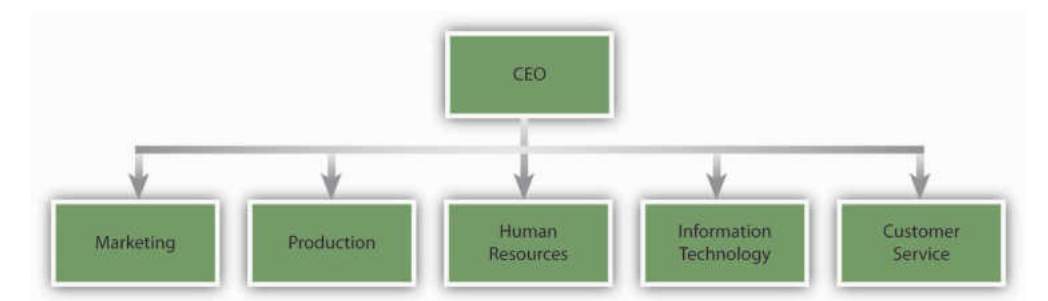 CEO
Marketing
Production
Human
Resources
Information
Technology
Customer
Service